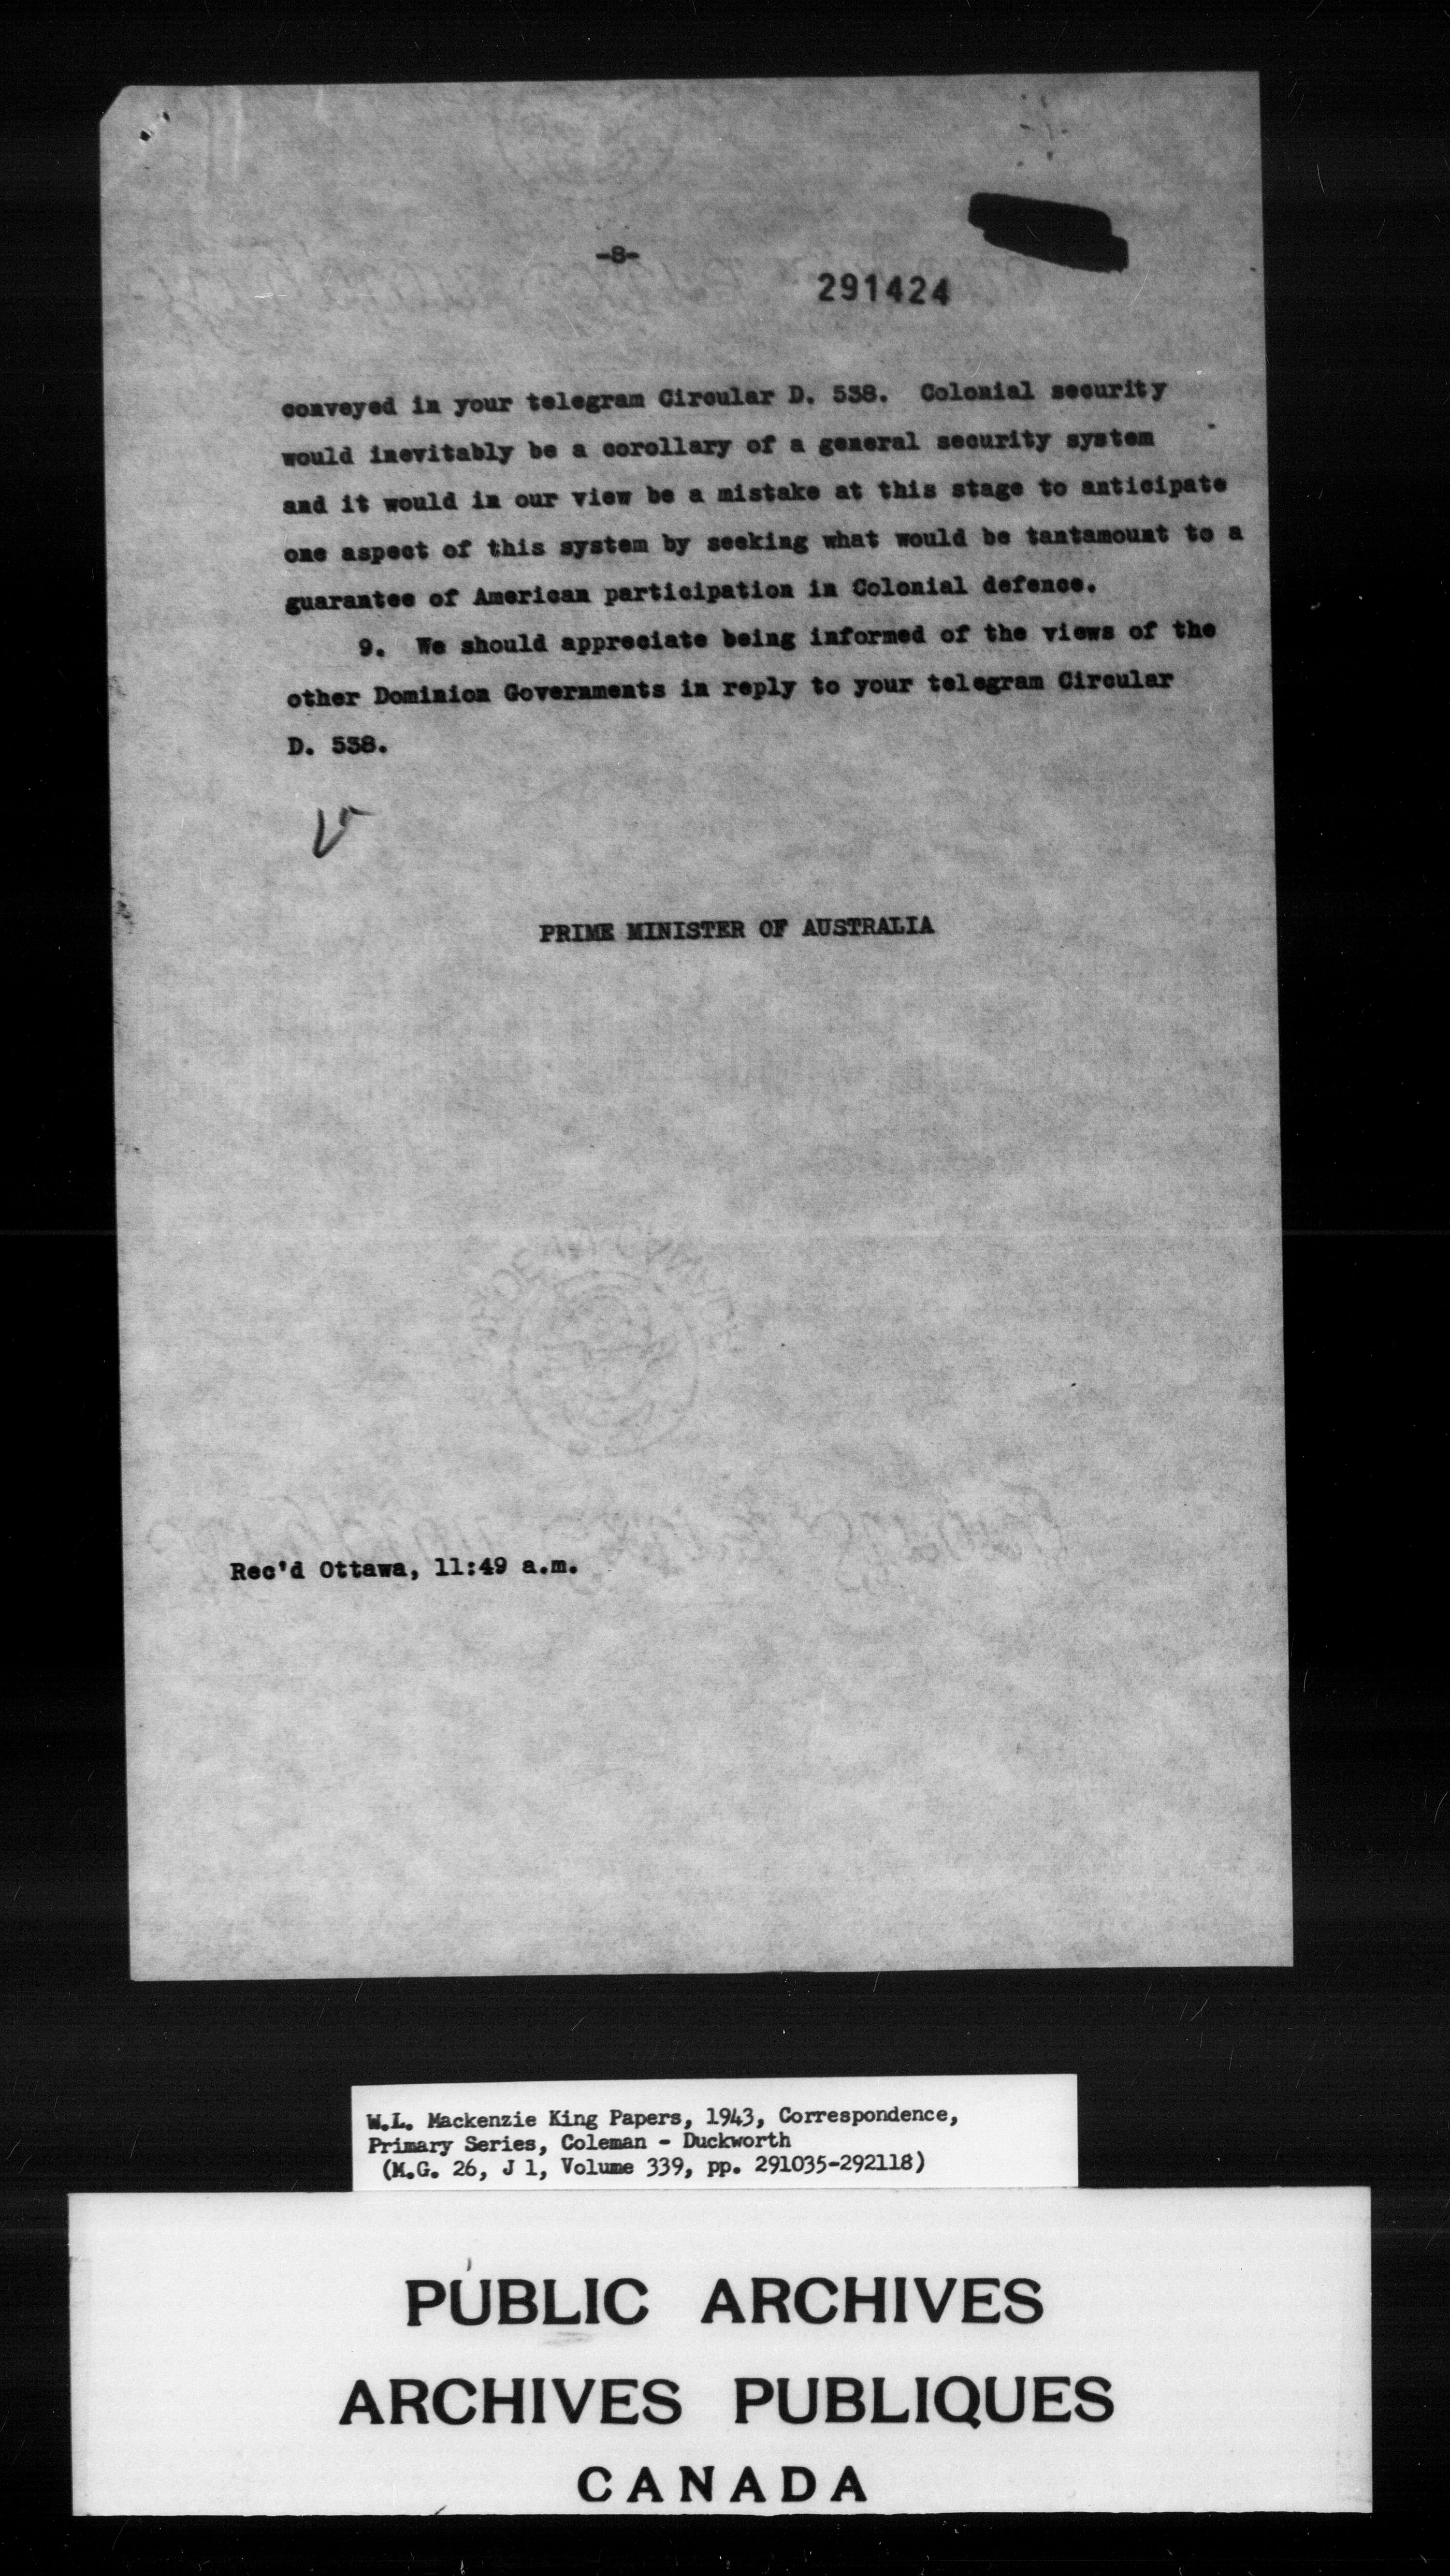 -8-
291424
conveyed in your telegram Circular D. 538. Colonial security
would inevitably be a corollary of a general security system
and it would in our view be a mistake at this stage to anticipate
one aspect of this system by seeking what would be tantamount to a
guarantee of American participation in Colonial defence.
9. We should appreciate being informed of the views of the
other Dominion Governments in reply to your telegram Circular
D. 538.
PRIME MINISTER OF AUSTRALIA
Rec'd Ottawa, 11:49 a.m.
W.L. Mackenzie King Papers, 1943, Correspondence,
Primary Series, Coleman - Duckworth
(M.G. 26, J 1, Volume 339, pp. 291035-292118)
PUBLIC ARCHIVES
ARCHIVES PUBLIQUES
CANADA